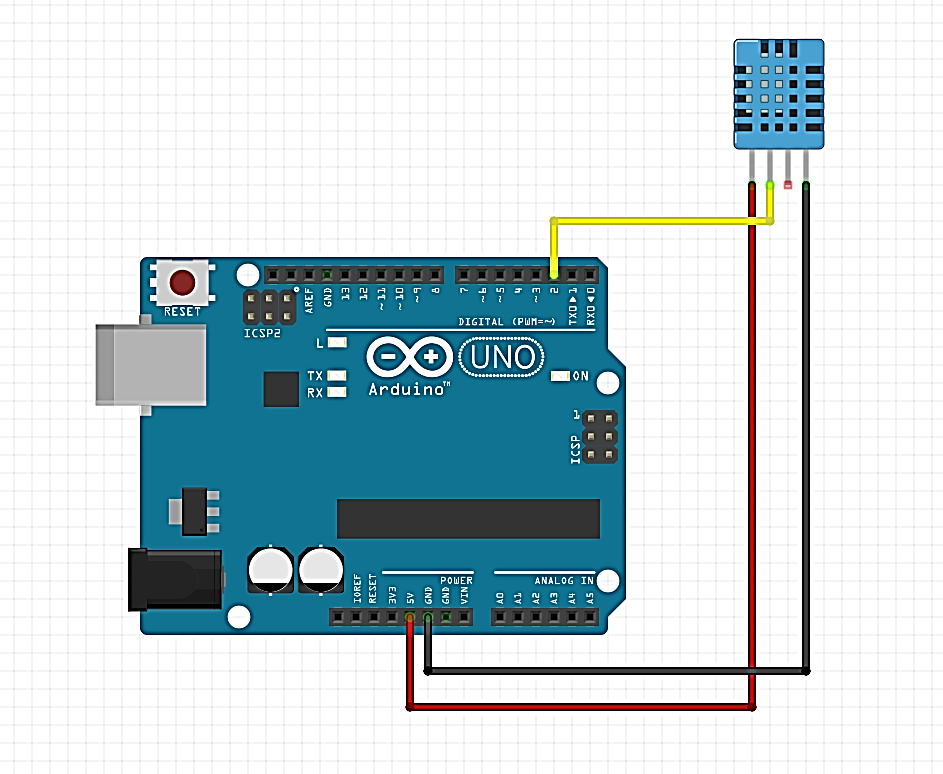 RESET
ICSP2
AREF
GND
13
12
~11
~10
~9
8
7
~6
~5
4
~3
2
TX0▶1
RX0◀0
DIGITAL (PWM=~)
L
TX
RX
UNO
Arduino™
ON
1
ICSP
IOREF
RESET
3V3
5V
GND
GND
VIN
POWER
ANALOG IN
A0
A1
A2
A3
A4
A5